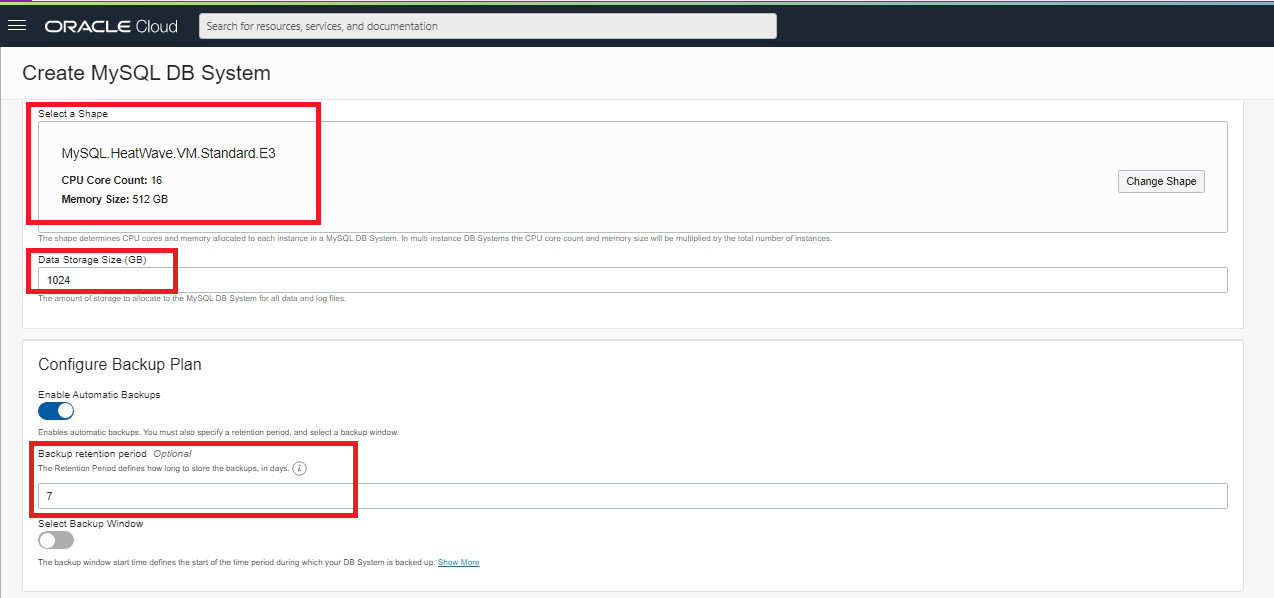 ORACLE Cloud
Search for resources, services, and documentation
Create MySQL DB System
Select a Shape
MySQL.HeatWave.VM.Standard.E3
CPU Core Count: 16
Memory Size: 512 GB
Change Shape
The shape determines CPU cores and memory allocated to each instance in a MySQL DB System. In multi-instance DB Systems the CPU core count and memory size will be multiplied by the total number of instances.
Data Storage Size (GB)
1024
The amount of storage to allocate to the MySQL DB System for all data and log files.
Configure Backup Plan
Enable Automatic Backups
Enables automatic backups. You must also specify a retention period, and select a backup window.
Backup retention period Optional
The Retention Period defines how long to store the backups, in days. i
7
Select Backup Window
The backup window start time defines the start of the time period during which your DB System is backed up. Show More